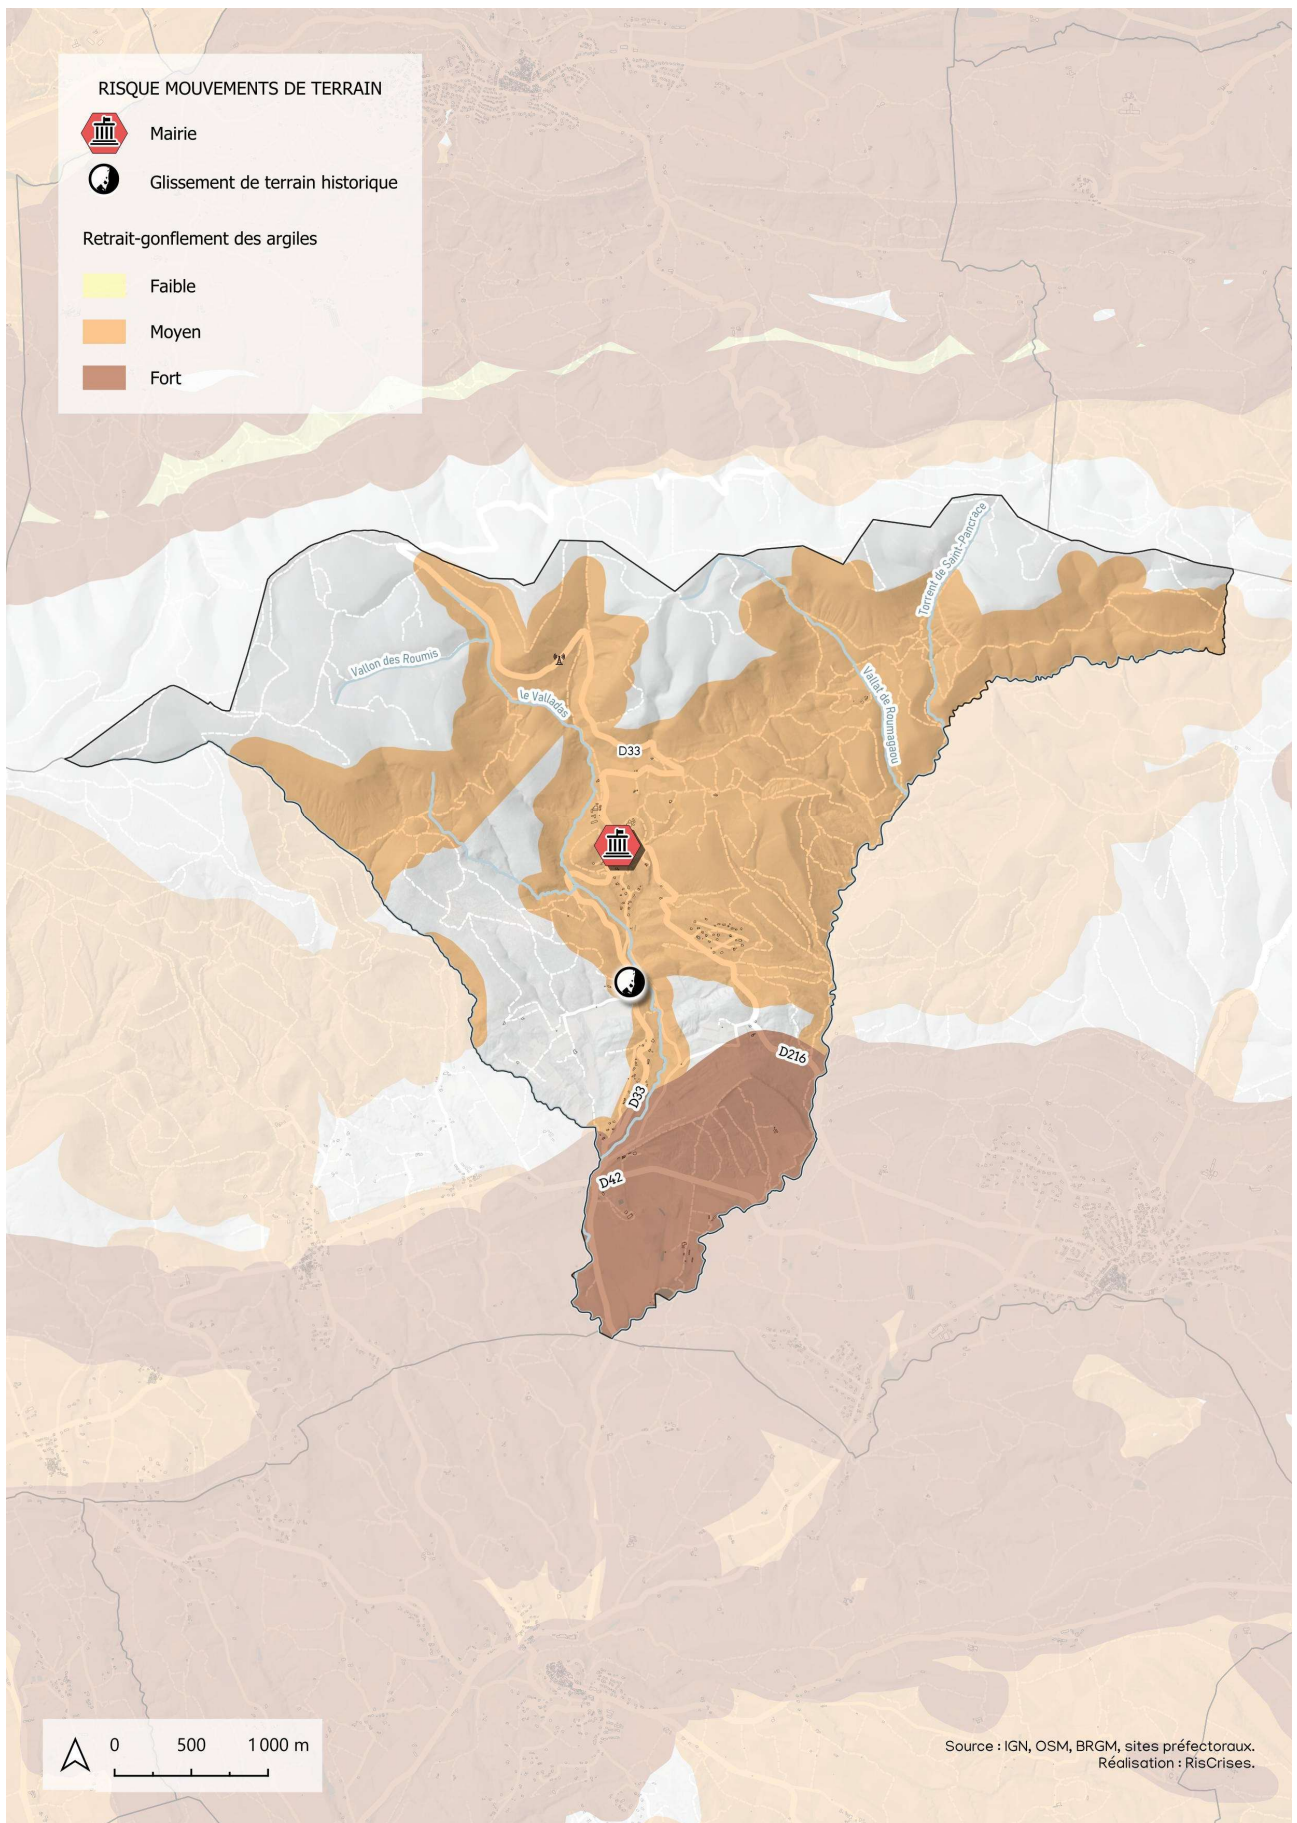 RISQUE MOUVEMENTS DE TERRAIN
Mairie
Glissement de terrain historique
Retrait-gonflement des argiles
Faible
Moyen
Fort
Torrent de Saint-Pancrace
Vallon des Roumis
le Valladas
Vallat de Roumagaou
D33
D216
D33
D42
0 500 1 000 m
Source : IGN, OSM, BRGM, sites préfectoraux.
Réalisation : RisCrises.